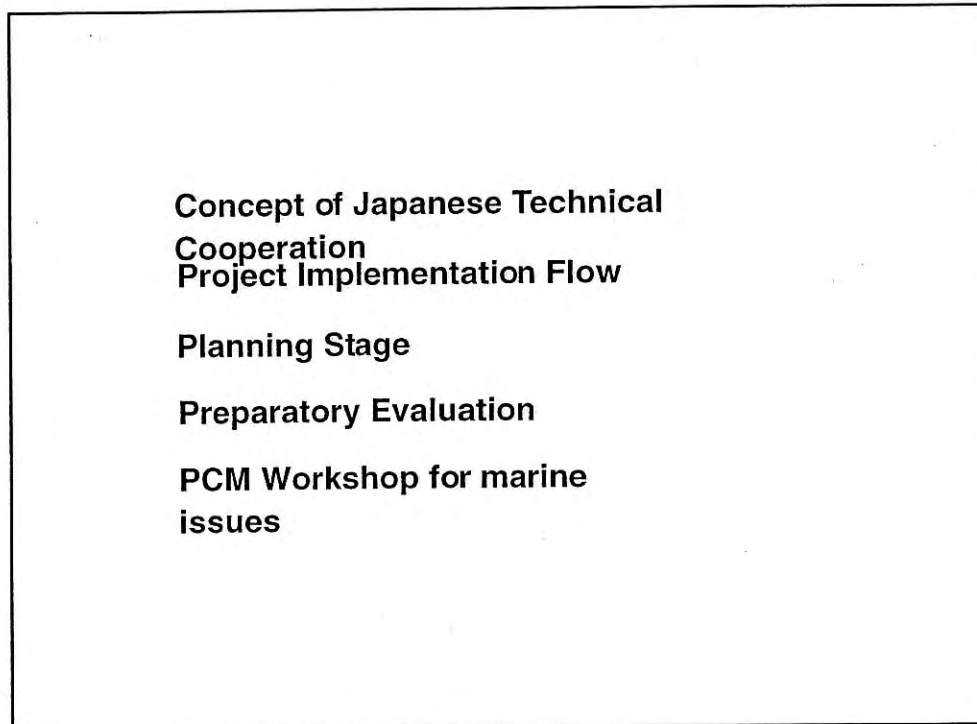 Concept of Japanese Technical
Cooperation
Project Implementation Flow
Planning Stage
Preparatory Evaluation
PCM Workshop for marine
issues